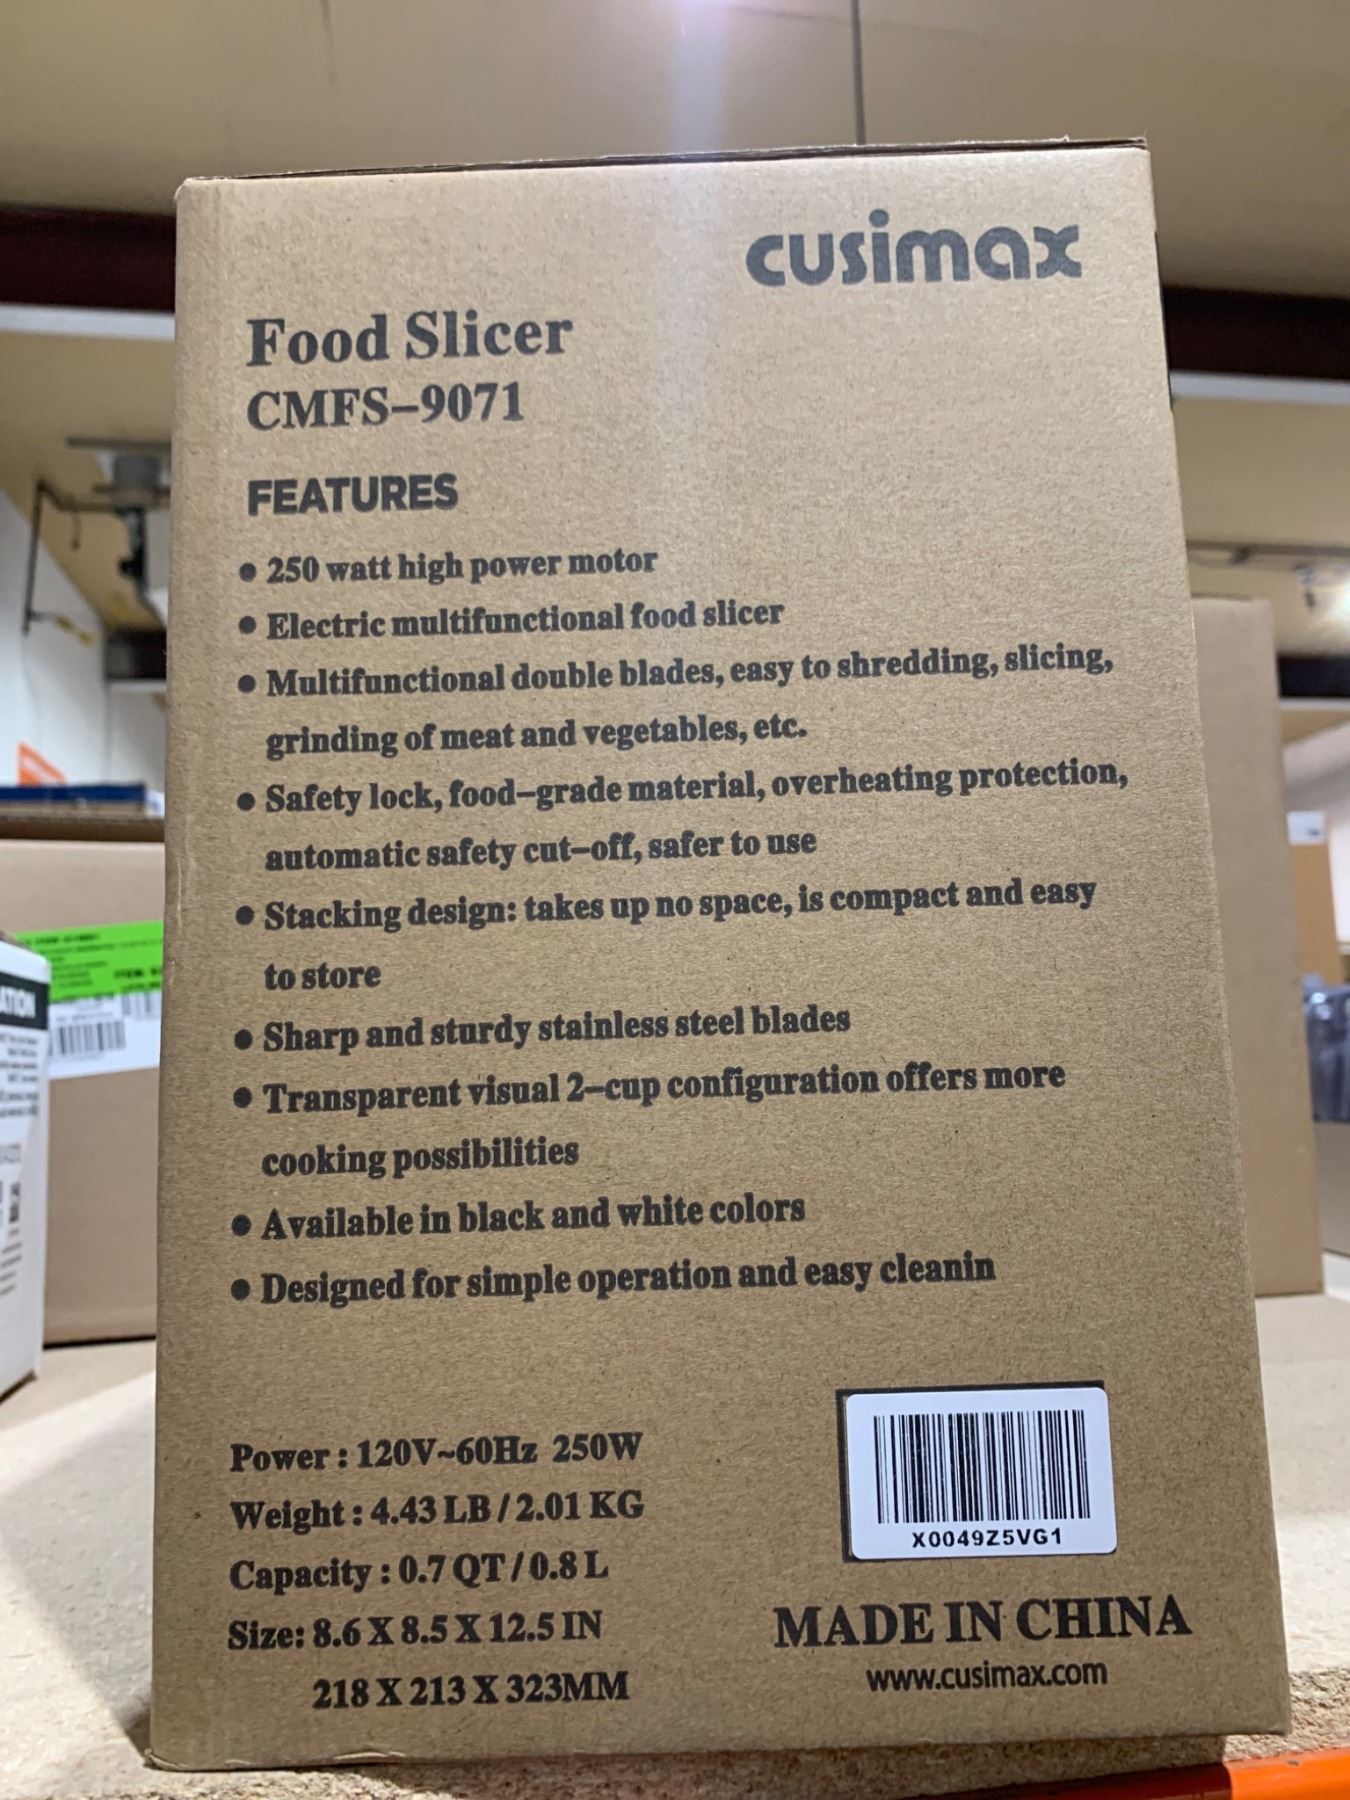 cusimax
Food Slicer
CMFS-9071
FEATURES
• 250 watt high power motor
• Electric multifunctional food slicer
• Multifunctional double blades, easy to shredding, slicing,
grinding of meat and vegetables, etc.
• Safety lock, food-grade material, overheating protection,
automatic safety cut-off, safer to use
• Stacking design: takes up no space, is compact and easy
to store
• Sharp and sturdy stainless steel blades
• Transparent visual 2-cup configuration offers more
cooking possibilities
• Available in black and white colors
• Designed for simple operation and easy cleanin
Power : 120V~60Hz 250W
Weight : 4.43 LB / 2.01 KG
Capacity : 0.7 QT / 0.8 L
Size: 8.6 X 8.5 X 12.5 IN
218 X 213 X 323MM
X0049Z5VG1
MADE IN CHINA
www.cusimax.com
ATION